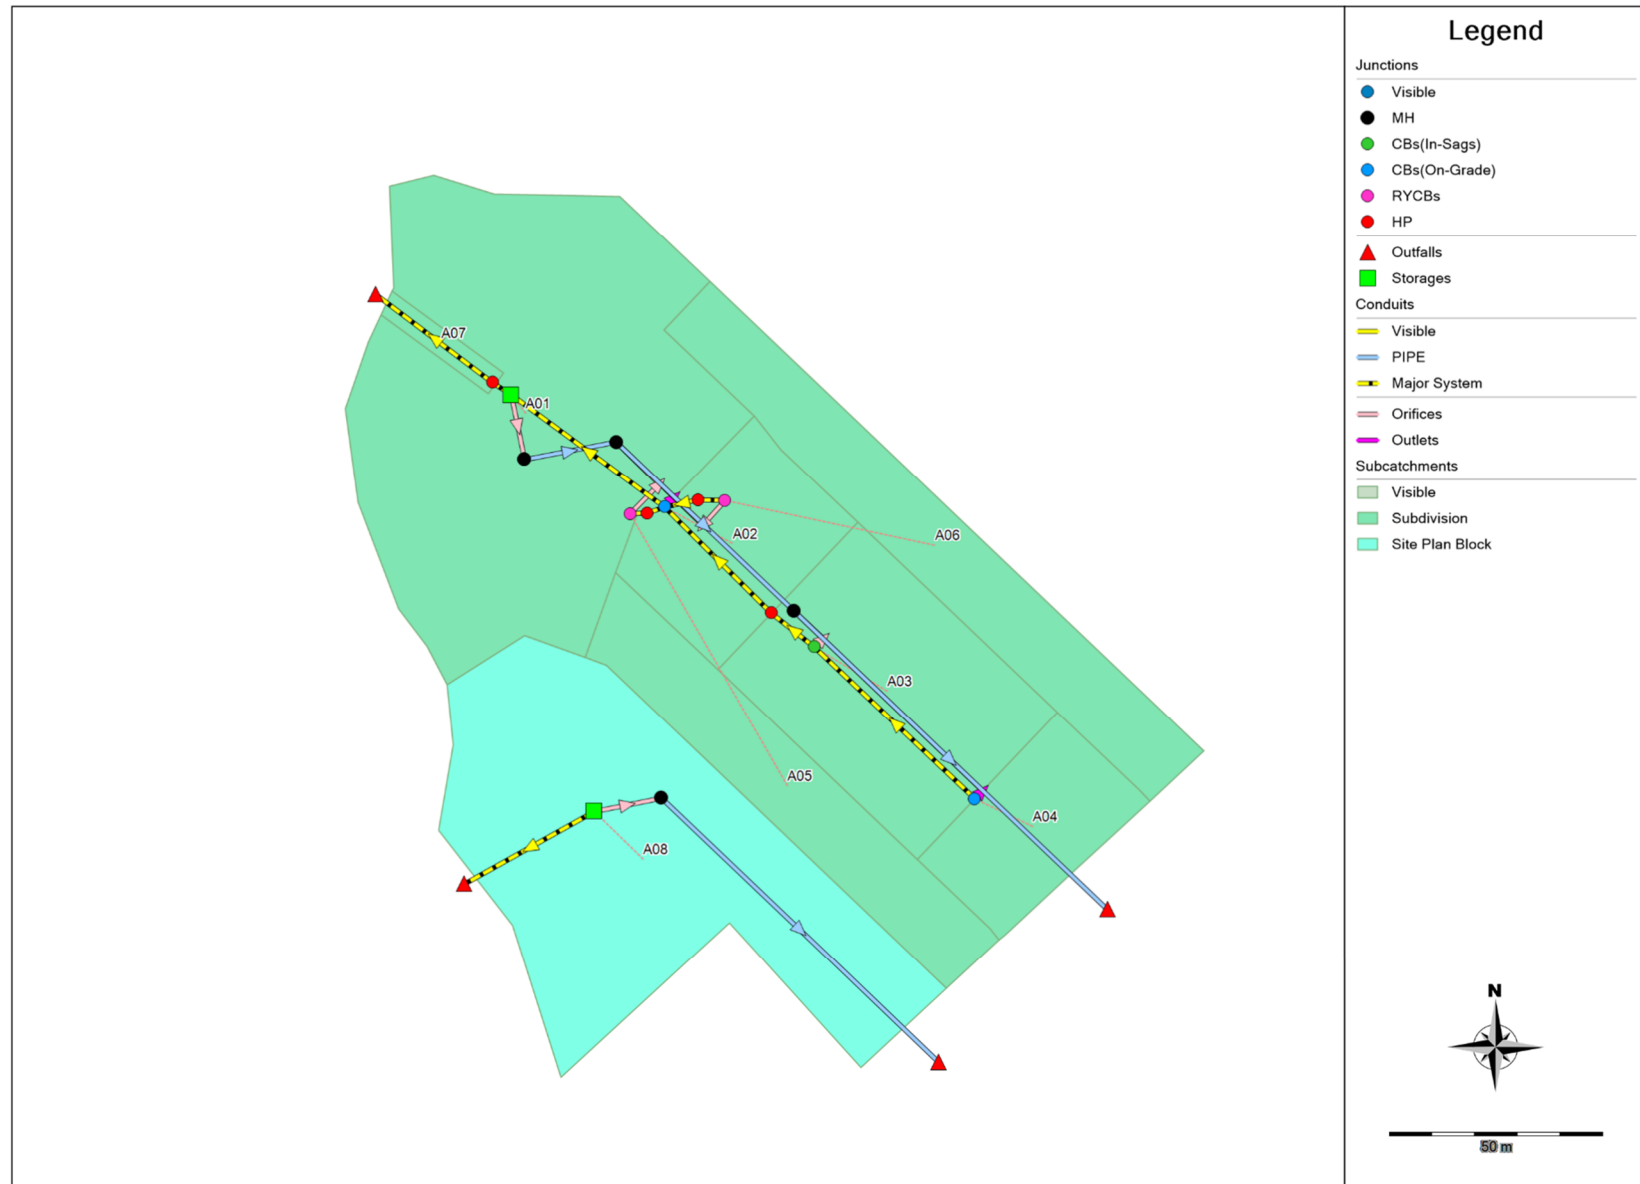 Legend
Junctions
Visible
MH
CBs(In-Sags)
CBs(On-Grade)
RYCBs
HP
Outfalls
Storages
Conduits
Visible
PIPE
Major System
Orifices
Outlets
Subcatchments
Visible
Subdivision
Site Plan Block
A07
A01
A02
A06
A03
A05
A04
A08
N
50 m